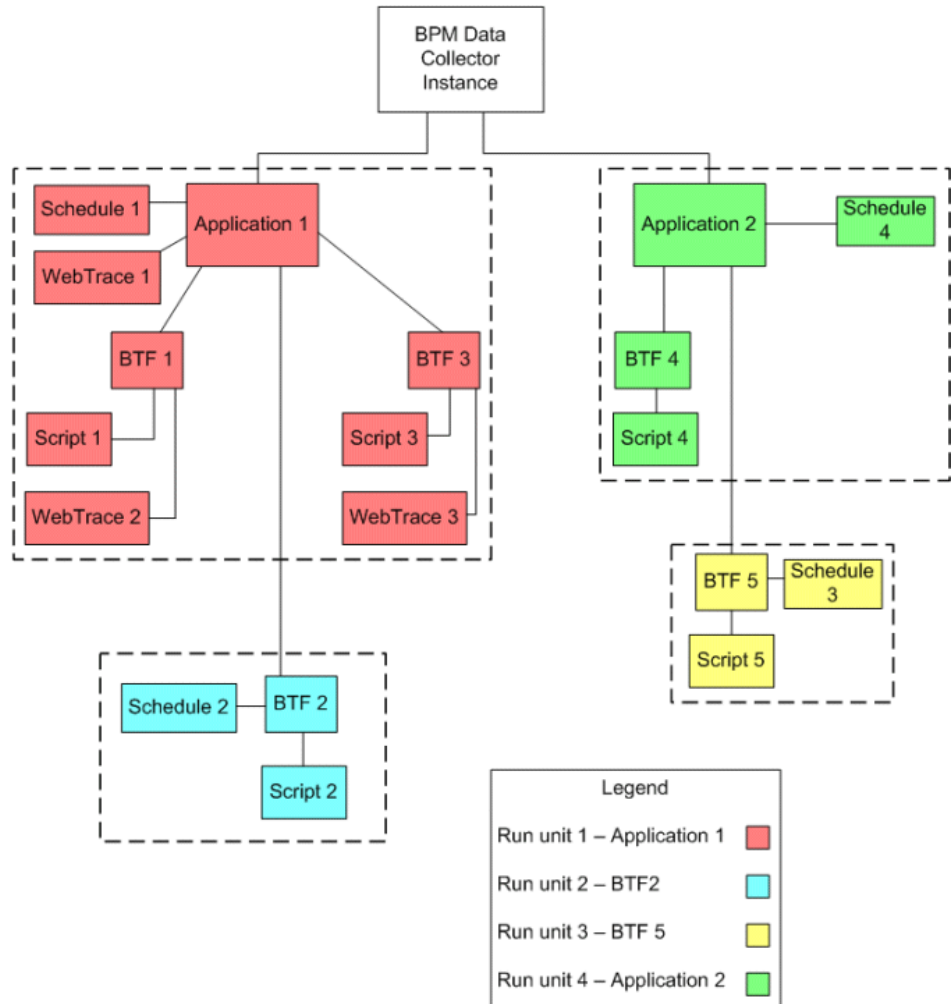 BPM Data
Collector
Instance
Schedule 1
Application 1
WebTrace 1
BTF 1
BTF 3
Script 1
Script 3
WebTrace 2
WebTrace 3
Application 2
Schedule
4
BTF 4
Script 4
BTF 5
Schedule
3
Script 5
Schedule 2
BTF 2
Script 2
Legend
Run unit 1 – Application 1
Run unit 2 – BTF2
Run unit 3 – BTF 5
Run unit 4 – Application 2